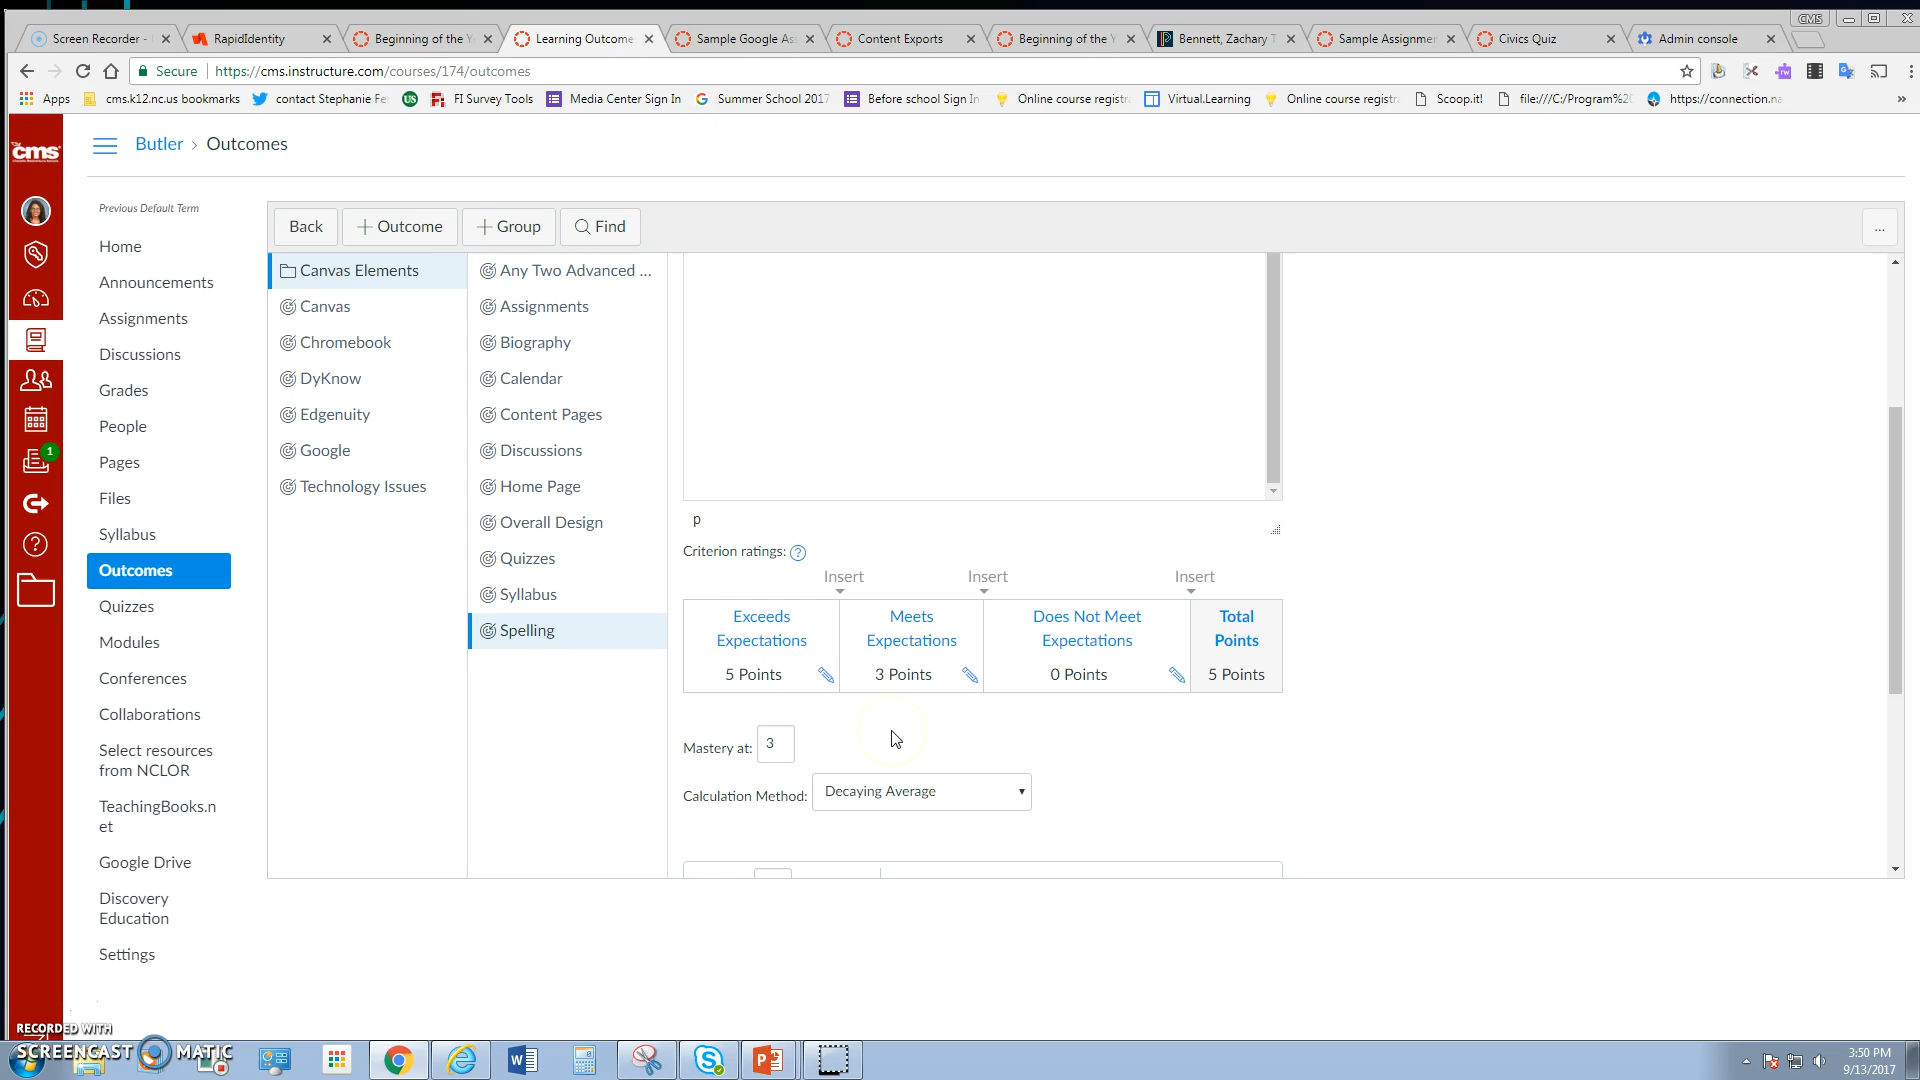 CMS
Screen Recorder -
RapidIdentity
Beginning of the Y
Learning Outcome
Sample Google As
Content Exports
Beginning of the Y
Bennett, Zachary T
Sample Assignmen
Civics Quiz
Admin console
Secure
https://cms.instructure.com/courses/174/outcomes
Apps
cms.k12.nc.us bookmarks
contact Stephanie Fe
US
FI Survey Tools
Media Center Sign In
Summer School 2017
Before school Sign In
Online course registr
Virtual.Learning
Online course registr
Scoop.it!
file:///C:/Program%20
https://connection.na
»
cms
Butler > Outcomes
Previous Default Term
Home
Announcements
Assignments
Discussions
Grades
People
1
Pages
Files
Syllabus
Outcomes
Quizzes
Modules
Conferences
Collaborations
Select resources
from NCLOR
TeachingBooks.n
et
Google Drive
Discovery
Education
Settings
Back
+ Outcome
+ Group
Find
...
Canvas Elements
Canvas
Chromebook
DyKnow
Edgenuity
Google
Technology Issues
Any Two Advanced ...
Assignments
Biography
Calendar
Content Pages
Discussions
Home Page
Overall Design
Quizzes
Syllabus
Spelling
p
Criterion ratings: ?
Insert Insert Insert
Exceeds
Expectations
5 Points
Meets
Expectations
3 Points
Does Not Meet
Expectations
0 Points
Total
Points
5 Points
Mastery at: 3
Calculation Method: Decaying Average
RECORDED WITH
SCREENCAST MATIC
3:50 PM
9/13/2017